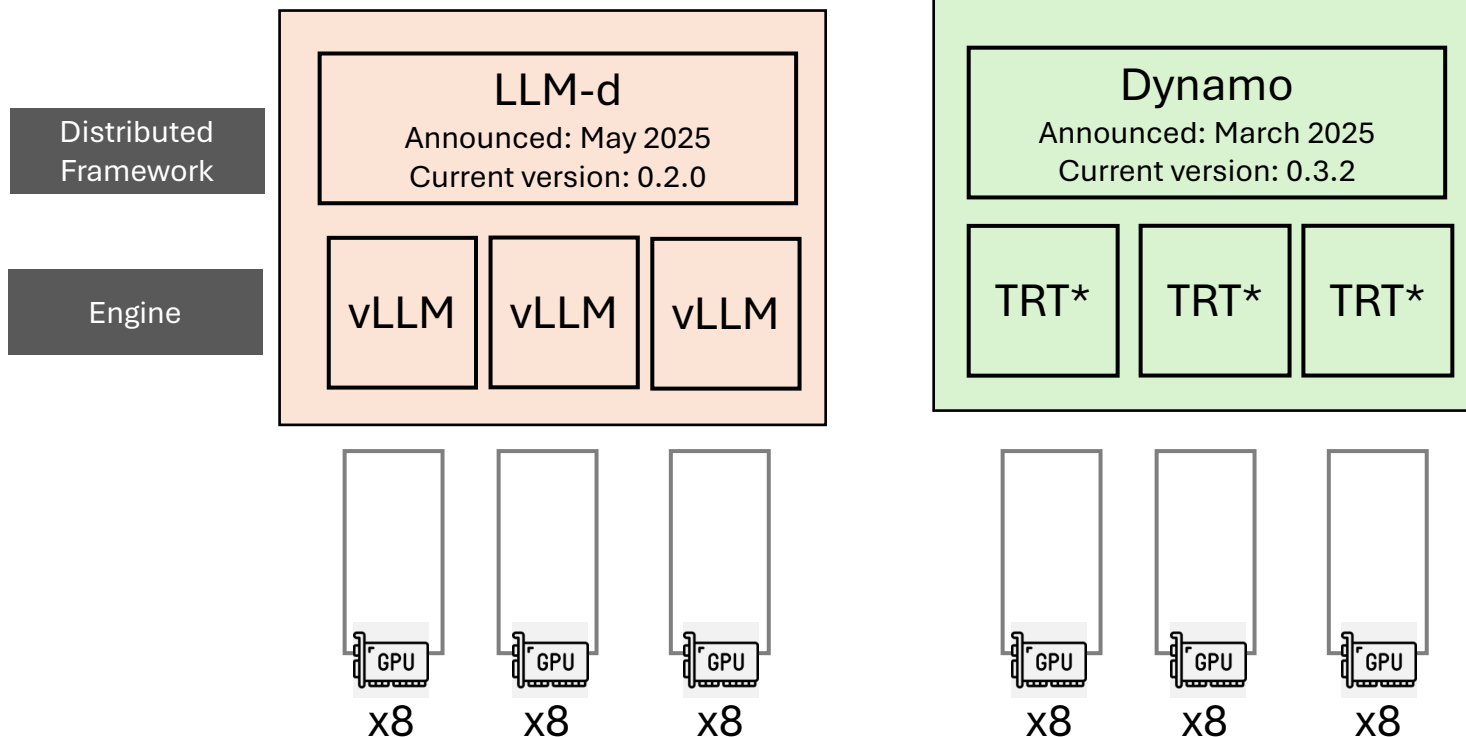 LLM-d
Announced: May 2025
Current version: 0.2.0
Dynamo
Announced: March 2025
Current version: 0.3.2
Distributed
Framework
Engine
vLLM
vLLM
vLLM
TRT*
TRT*
TRT*
GPU
GPU
GPU
GPU
GPU
GPU
x8
x8
x8
x8
x8
x8